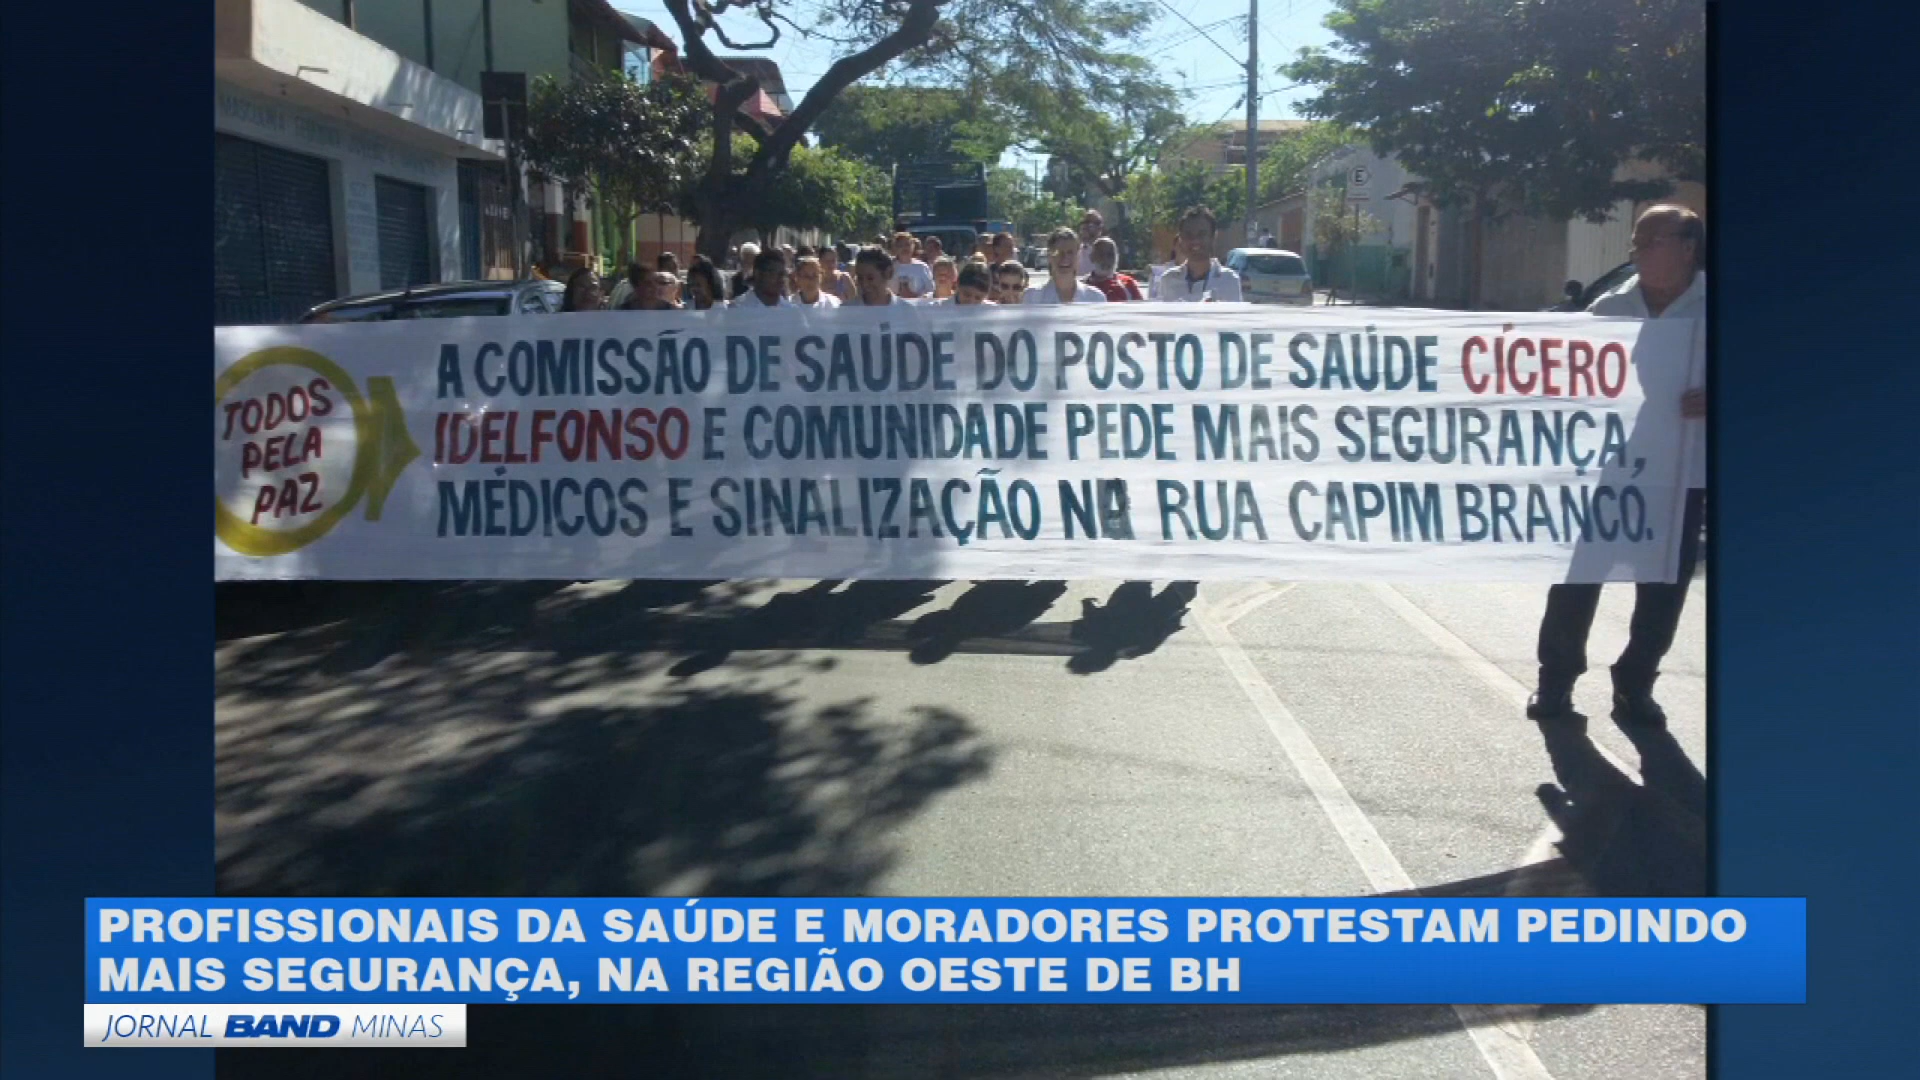 TODOS
PELA
PAZ
A COMISSÃO DE SAÚDE DO POSTO DE SAÚDE CÍCERO
IDELFONSO E COMUNIDADE PEDE MAIS SEGURANÇA,
MÉDICOS E SINALIZAÇÃO NA RUA CAPIM BRANCO.
E
PROFISSIONAIS DA SAÚDE E MORADORES PROTESTAM PEDINDO
MAIS SEGURANÇA, NA REGIÃO OESTE DE BH
JORNAL BAND MINAS